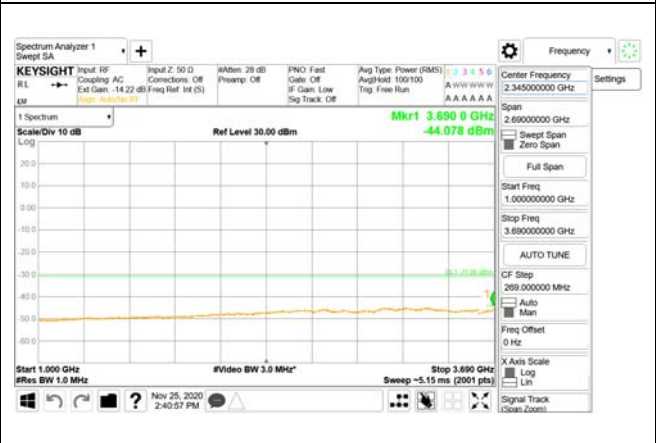 Spectrum Analyzer 1
Swept SA
Frequency
KEYSIGHT
RL
Input: RF
Coupling: AC
Ext Gain: -14.22 dB
Align: Auto/No RF
Input Z: 50 Ω
Corrections: Off
Freq Ref: Int (S)
#Atten: 28 dB
Preamp: Off
PNO: Fast
Gate: Off
IF Gain: Low
Sig Track: Off
Avg Type: Power (RMS)
Avg|Hold: 100/100
Trig: Free Run
1 2 3 4 5 6
A W W W W W
A A A A A A
1 Spectrum
Scale/Div 10 dB
Log
Ref Level 30.00 dBm
Mkr1 3.690 0 GHz
-44.078 dBm
20.0
10.0
0.00
-10.0
-20.0
-30.0
-40.0
-50.0
-60.0
1
Start 1.000 GHz
#Res BW 1.0 MHz
#Video BW 3.0 MHz*
Stop 3.690 GHz
Sweep ~5.15 ms (2001 pts)
Nov 25, 2020
2:40:57 PM
Center Frequency
2.345000000 GHz
Settings
Span
2.69000000 GHz
Swept Span
Zero Span
Full Span
Start Freq
1.000000000 GHz
Stop Freq
3.690000000 GHz
AUTO TUNE
CF Step
269.000000 MHz
Auto
Man
Freq Offset
0 Hz
X Axis Scale
Log
Lin
Signal Track
(Span Zoom)